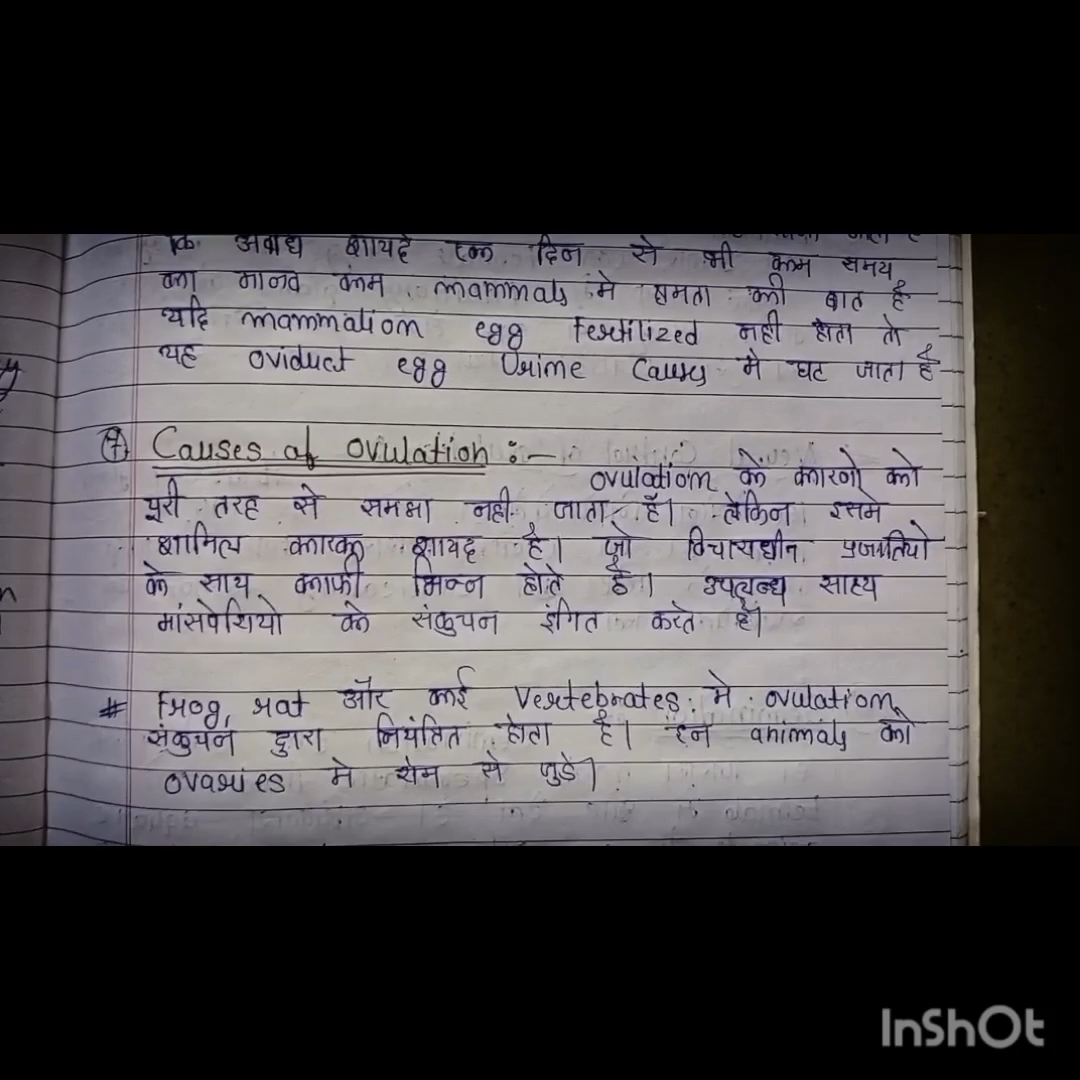 कि अवधि शायद एक दिन से भी कम समय
का मानव कम mammals मे क्षमता की बात है
यदि mammaliom egg Fertilized नही होता तो
यह oviduct egg Urime Causes मे घट जाता है
(7) Causes of ovulation :-
ovulatiom के कारणो को
पूरी तरह से समझा नही जाता है। लेकिन इसमे
शामिल कारक शायद है। जो विचाराधीन प्रजातियो
के साथ काफी भिन्न होते है। उपलब्ध साक्ष्य
मांसपेशियो को संकुचन इंगित करते है।
# Frog, rat और कई Vertebrates मे ovulatiom
संकुचन द्वारा नियंत्रित होता है। इन animals को
ovaries मे रोम से जुडे।
InShOt